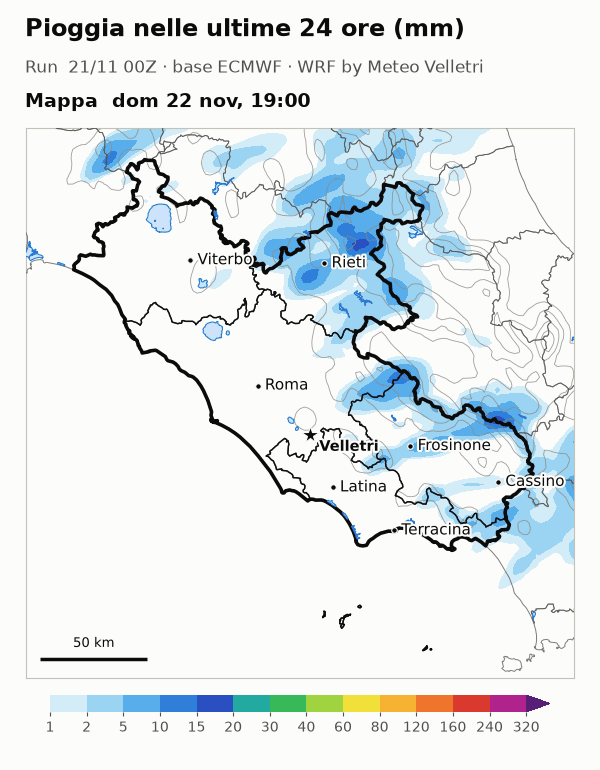 Pioggia nelle ultime 24 ore (mm)
Run  21/11 00Z · base ECMWF · WRF by Meteo Velletri
Mappa  dom 22 nov, 19:00
Viterbo
Rieti
Roma
Velletri
Frosinone
Latina
Cassino
Terracina
50 km
1 2 5 10 15 20 30 40 60 80 120 160 240 320